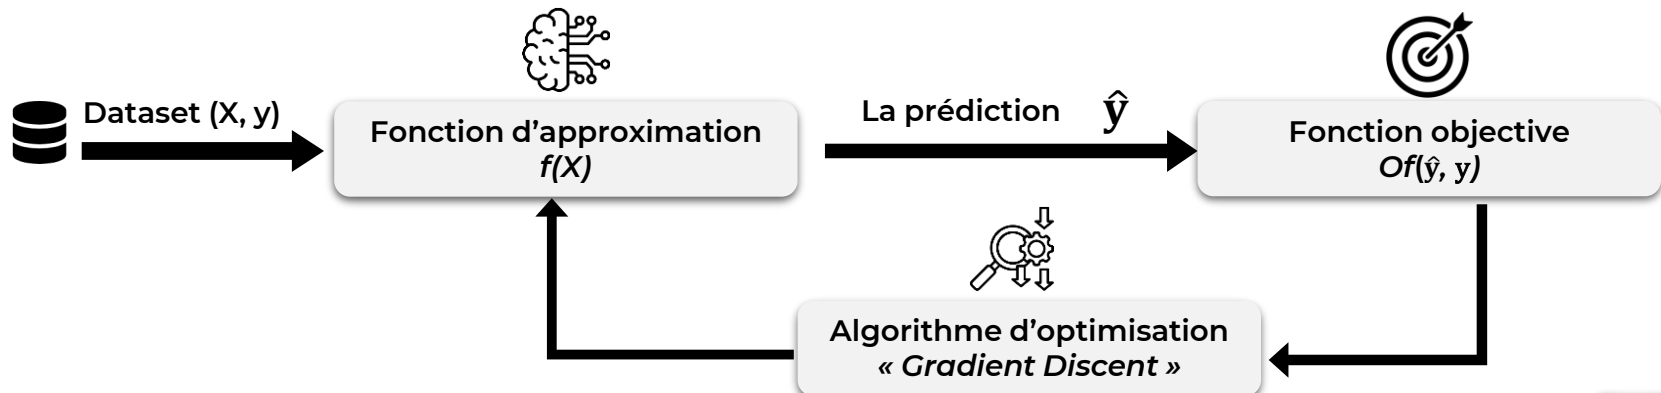 Dataset (X, y)
Fonction d’approximation
f(X)
La prédiction ŷ
Fonction objective
Of(ŷ, y)
Algorithme d’optimisation
« Gradient Discent »